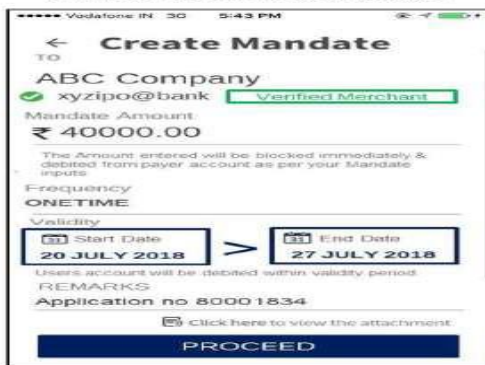 Vodafone IN 3G 5:43 PM
← Create Mandate
TO
ABC Company
xyzipo@bank Verified Merchant
Mandate Amount
₹ 40000.00
The Amount entered will be blocked immediately &
debited from payer account as per your Mandate
inputs
Frequency
ONETIME
Validity
31 Start Date 31 End Date
20 JULY 2018 > 27 JULY 2018
Users account will be debited within validity period
REMARKS
Application no 80001834
Click here to view the attachment
PROCEED